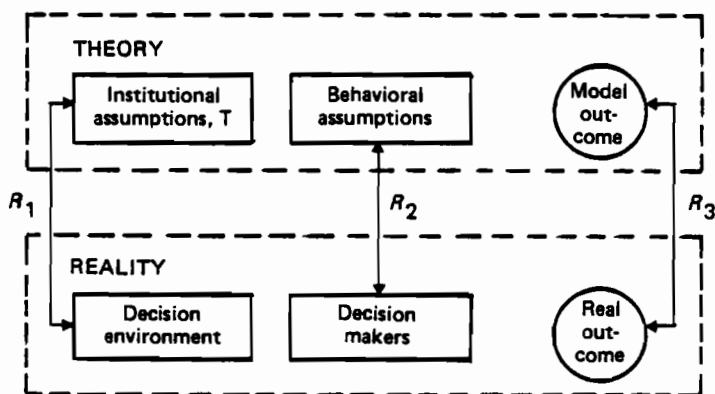 THEORY
Institutional
assumptions, T
Behavioral
assumptions
Model
out-
come
R1
R2
R3
REALITY
Decision
environment
Decision
makers
Real
out-
come